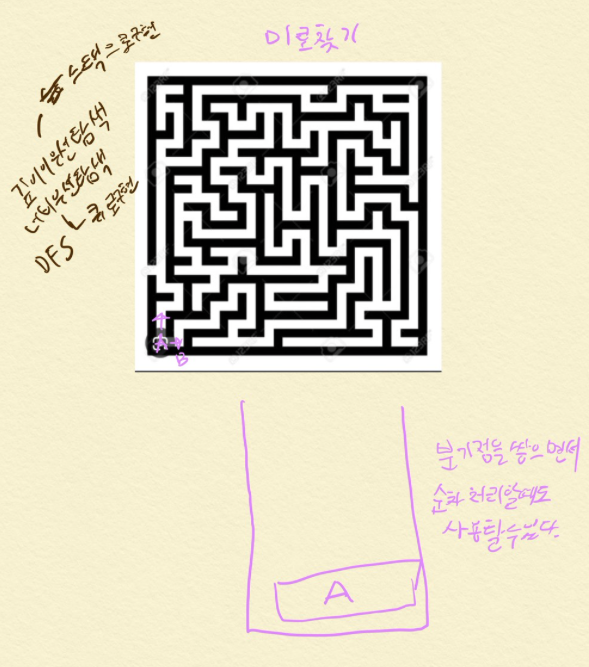 미로찾기
스택으로구현
깊이우선탐색
너비우선탐색
DFS
큐로구현
A
B
분기점을 쌓으면서
순차 처리할때도
사용할수있다.
A